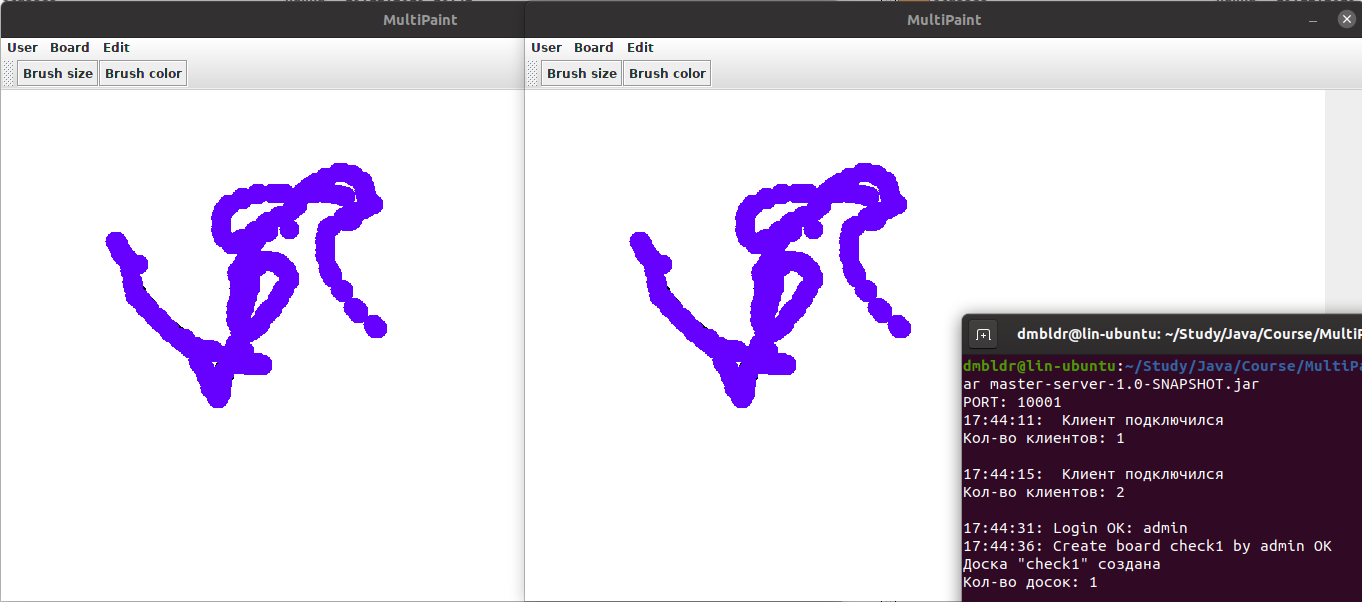 MultiPaint
User Board Edit
Brush size Brush color
MultiPaint
User Board Edit
Brush size Brush color
dmbldr@lin-ubuntu: ~/Study/Java/Course/MultiP
dmbldr@lin-ubuntu:~/Study/Java/Course/MultiPa
ar master-server-1.0-SNAPSHOT.jar
PORT: 10001
17:44:11:  Клиент подключился
Кол-во клиентов: 1
17:44:15:  Клиент подключился
Кол-во клиентов: 2
17:44:31: Login OK: admin
17:44:36: Create board check1 by admin OK
Доска "check1" создана
Кол-во досок: 1